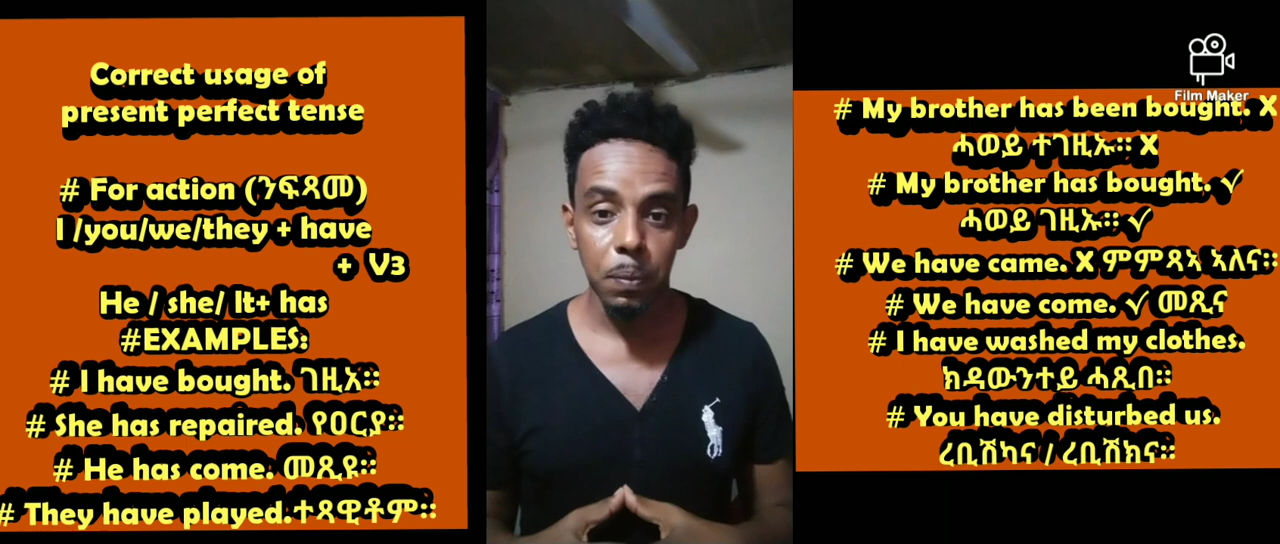 Correct usage of
present perfect tense
# For action (ንፍጻመ)
I /you/we/they + have
+ V3
He / she/ It+ has
#EXAMPLES:
# I have bought. ገዚአ።
# She has repaired. የዐርያ።
# He has come. መጺዩ።
# They have played.ተጻዊቶም።
Film Maker
# My brother has been bought. X
ሓወይ ተገዚኡ። X
# My brother has bought. ✓
ሓወይ ገዚኡ። ✓
# We have came. X ምምጻኣ ኣለና።
# We have come. ✓ መጺና
# I have washed my clothes.
ክዳውንተይ ሓጺበ።
# You have disturbed us.
ረቢሽካና / ረቢሽክና።